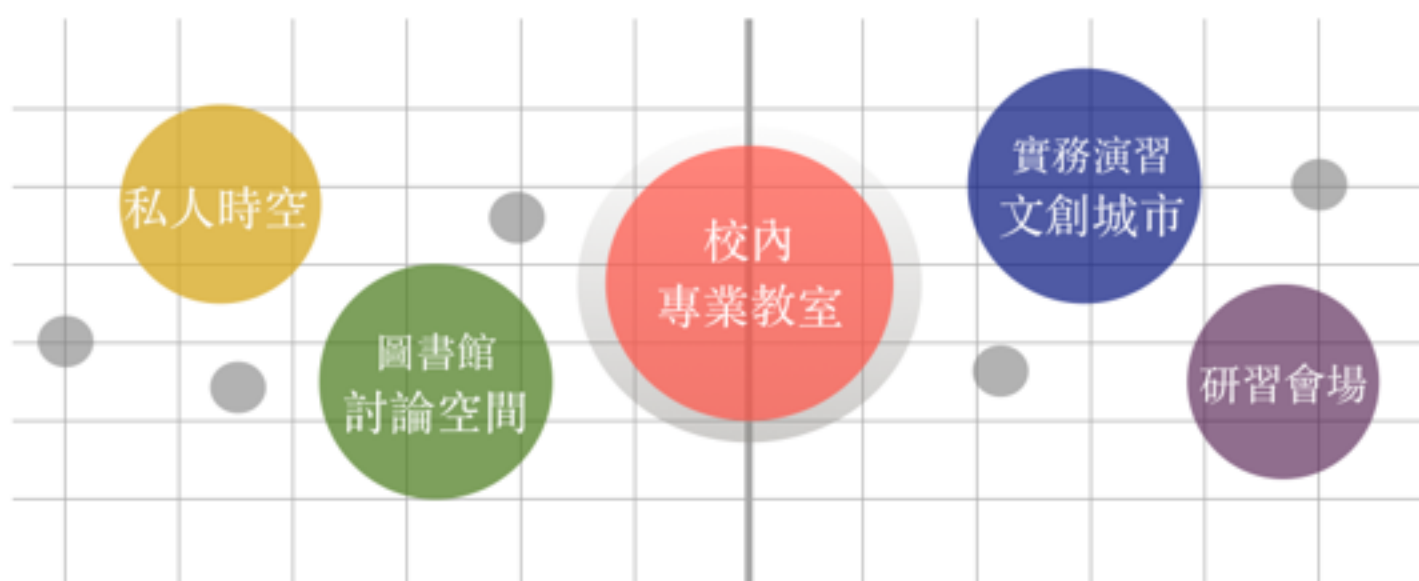 私人時空
圖書館
討論空間
校內
專業教室
實務演習
文創城市
研習會場